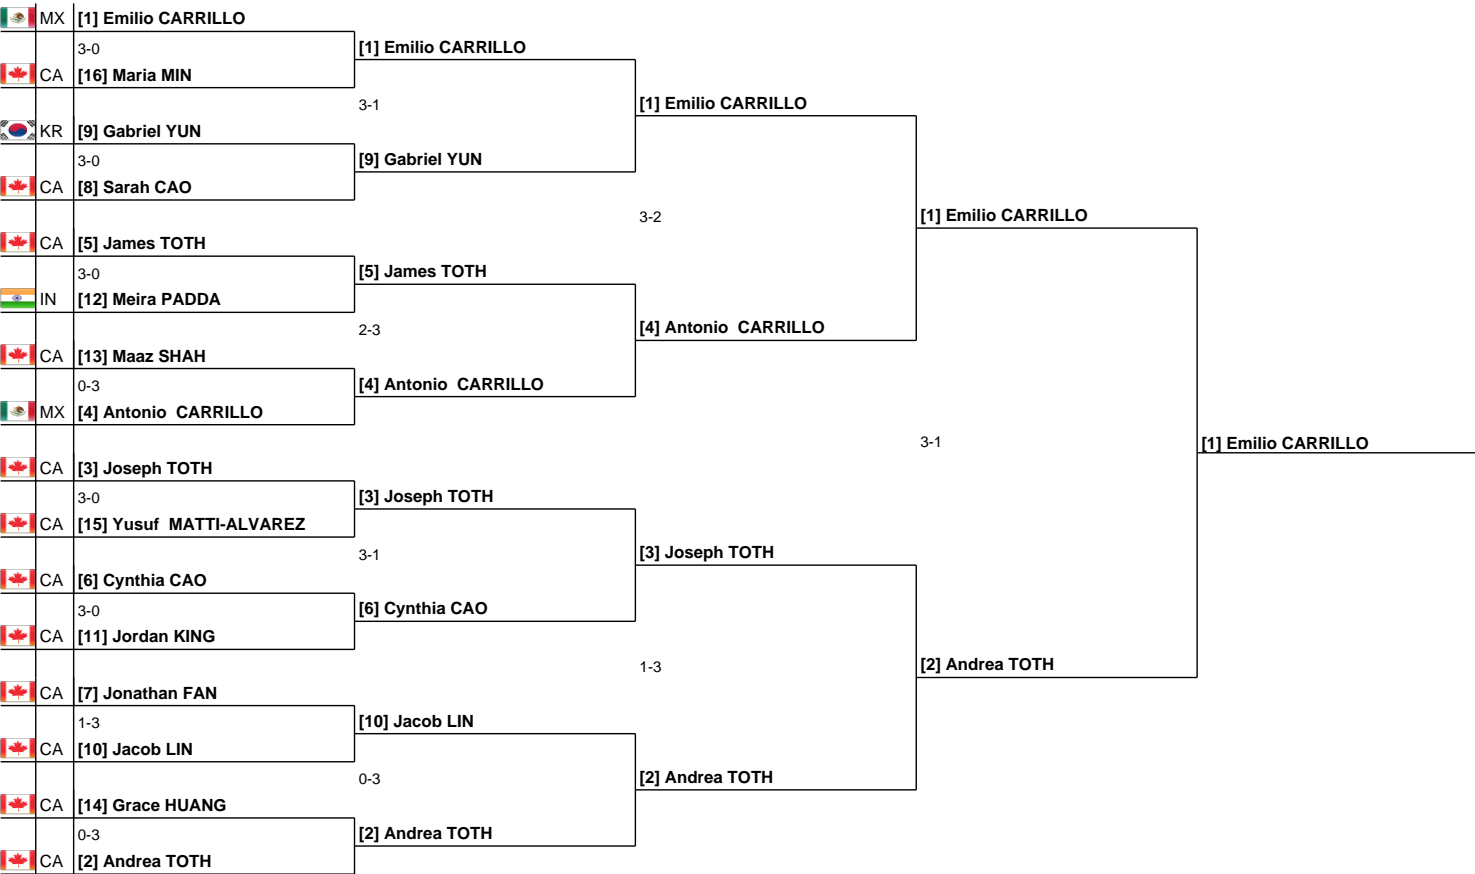 MX [1] Emilio CARRILLO
3-0 [1] Emilio CARRILLO
CA [16] Maria MIN
3-1 [1] Emilio CARRILLO
KR [9] Gabriel YUN
3-0 [9] Gabriel YUN
CA [8] Sarah CAO
3-2 [1] Emilio CARRILLO
CA [5] James TOTH
3-0 [5] James TOTH
IN [12] Meira PADDA
2-3 [4] Antonio CARRILLO
CA [13] Maaz SHAH
0-3 [4] Antonio CARRILLO
MX [4] Antonio CARRILLO
3-1 [1] Emilio CARRILLO
CA [3] Joseph TOTH
3-0 [3] Joseph TOTH
CA [15] Yusuf MATTI-ALVAREZ
3-1 [3] Joseph TOTH
CA [6] Cynthia CAO
3-0 [6] Cynthia CAO
CA [11] Jordan KING
1-3 [2] Andrea TOTH
CA [7] Jonathan FAN
1-3 [10] Jacob LIN
CA [10] Jacob LIN
0-3 [2] Andrea TOTH
CA [14] Grace HUANG
0-3 [2] Andrea TOTH
CA [2] Andrea TOTH